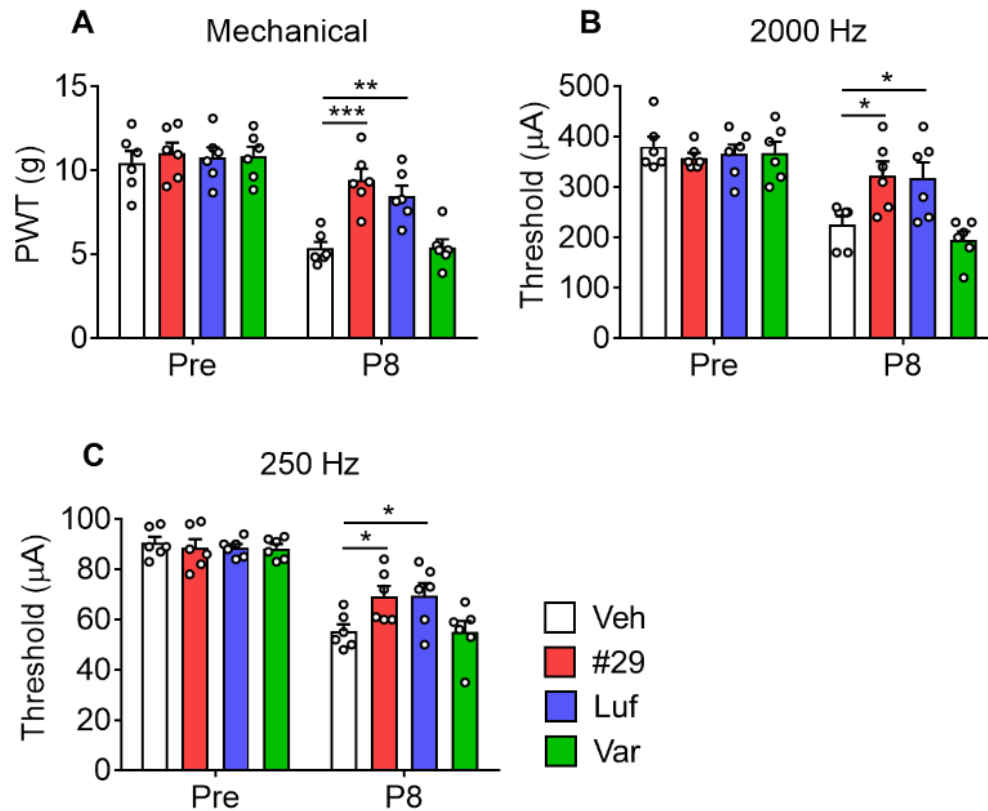 A
Mechanical
PWT (g)
15
10
5
0
**
***
Pre
P8
B
2000 Hz
Threshold (μA)
500
400
300
200
100
0
*
*
Pre
P8
C
250 Hz
Threshold (μA)
100
80
60
40
20
0
*
*
Pre
P8
Veh
#29
Luf
Var